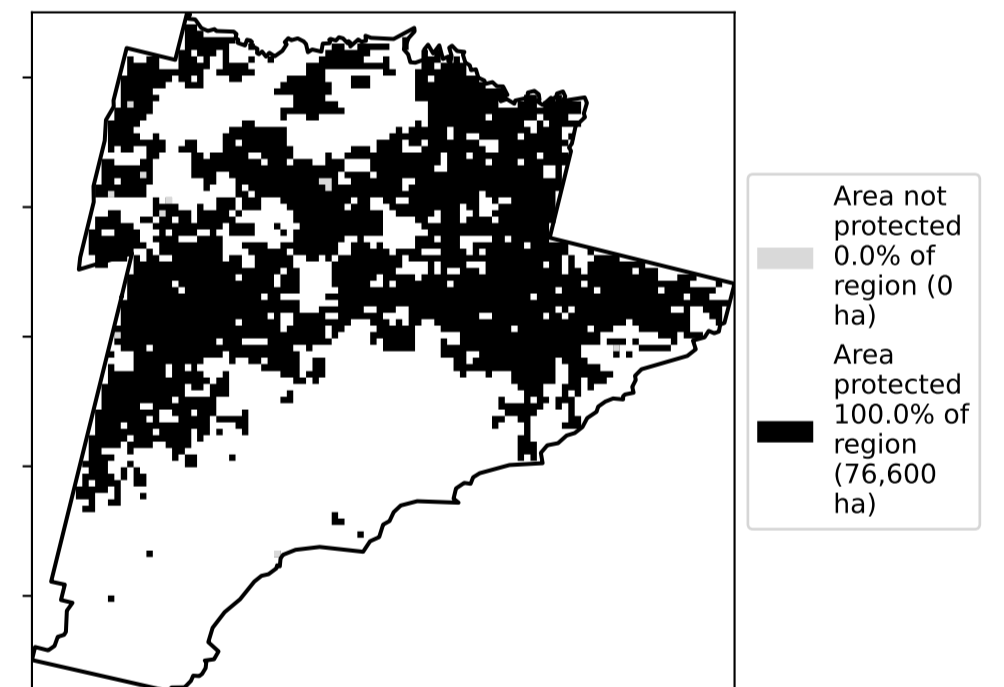 Area not
protected
0.0% of
region (0
ha)
Area
protected
100.0% of
region
(76,600
ha)